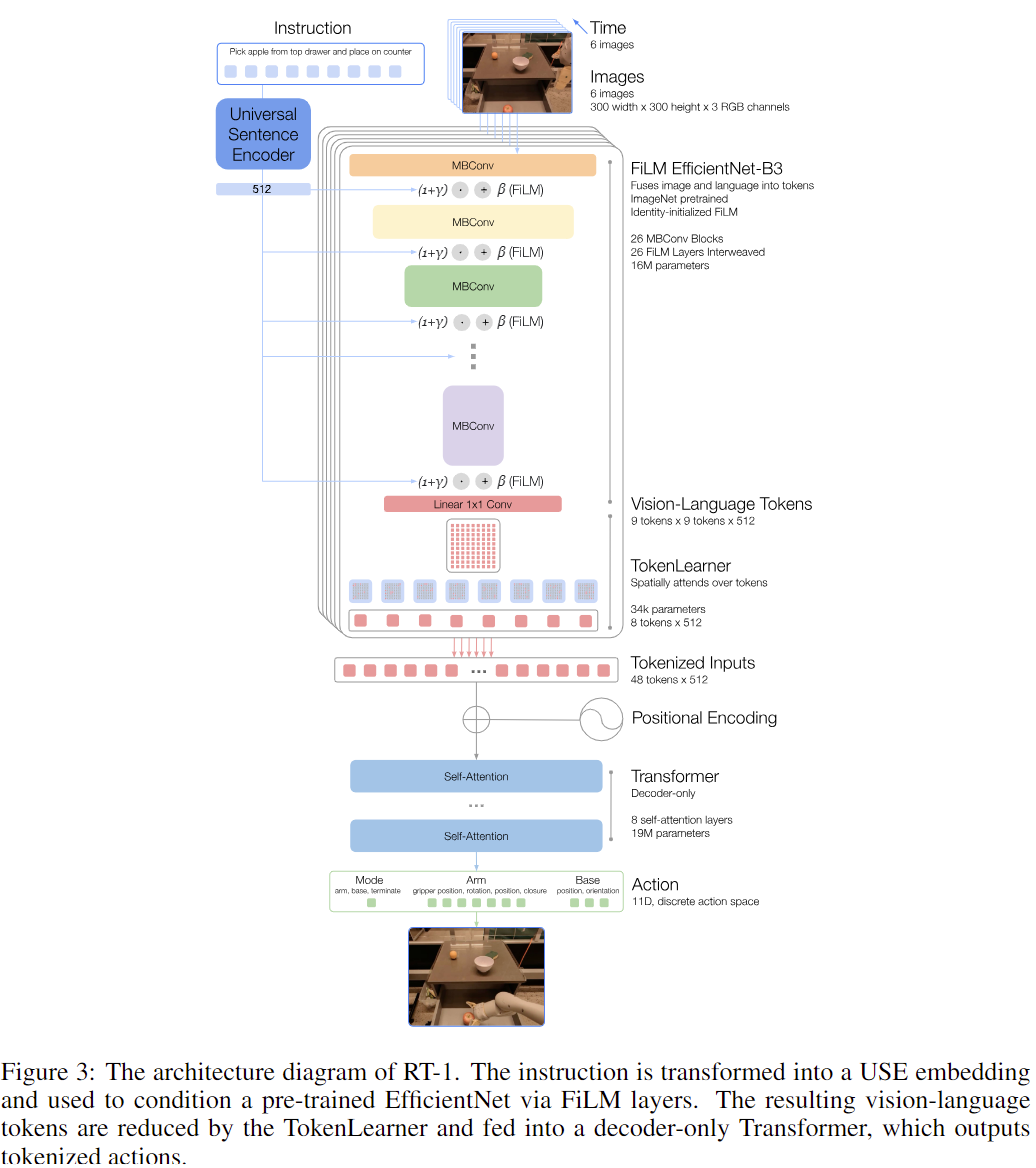 Instruction
Pick apple from top drawer and place on counter
Time
6 images
Images
6 images
300 width x 300 height x 3 RGB channels
Universal
Sentence
Encoder
512
MBConv
(1+γ) · + β (FiLM)
MBConv
(1+γ) · + β (FiLM)
MBConv
(1+γ) · + β (FiLM)
MBConv
(1+γ) · + β (FiLM)
Linear 1x1 Conv
FiLM EfficientNet-B3
Fuses image and language into tokens
ImageNet pretrained
Identity-initialized FiLM
26 MBConv Blocks
26 FiLM Layers Interweaved
16M parameters
Vision-Language Tokens
9 tokens x 9 tokens x 512
TokenLearner
Spatially attends over tokens
34k parameters
8 tokens x 512
Tokenized Inputs
48 tokens x 512
Positional Encoding
Self-Attention
Self-Attention
Transformer
Decoder-only
8 self-attention layers
19M parameters
Mode
arm, base, terminate
Arm
gripper position, rotation, position, closure
Base
position, orientation
Action
11D, discrete action space
Figure 3: The architecture diagram of RT-1. The instruction is transformed into a USE embedding
and used to condition a pre-trained EfficientNet via FiLM layers. The resulting vision-language
tokens are reduced by the TokenLearner and fed into a decoder-only Transformer, which outputs
tokenized actions.